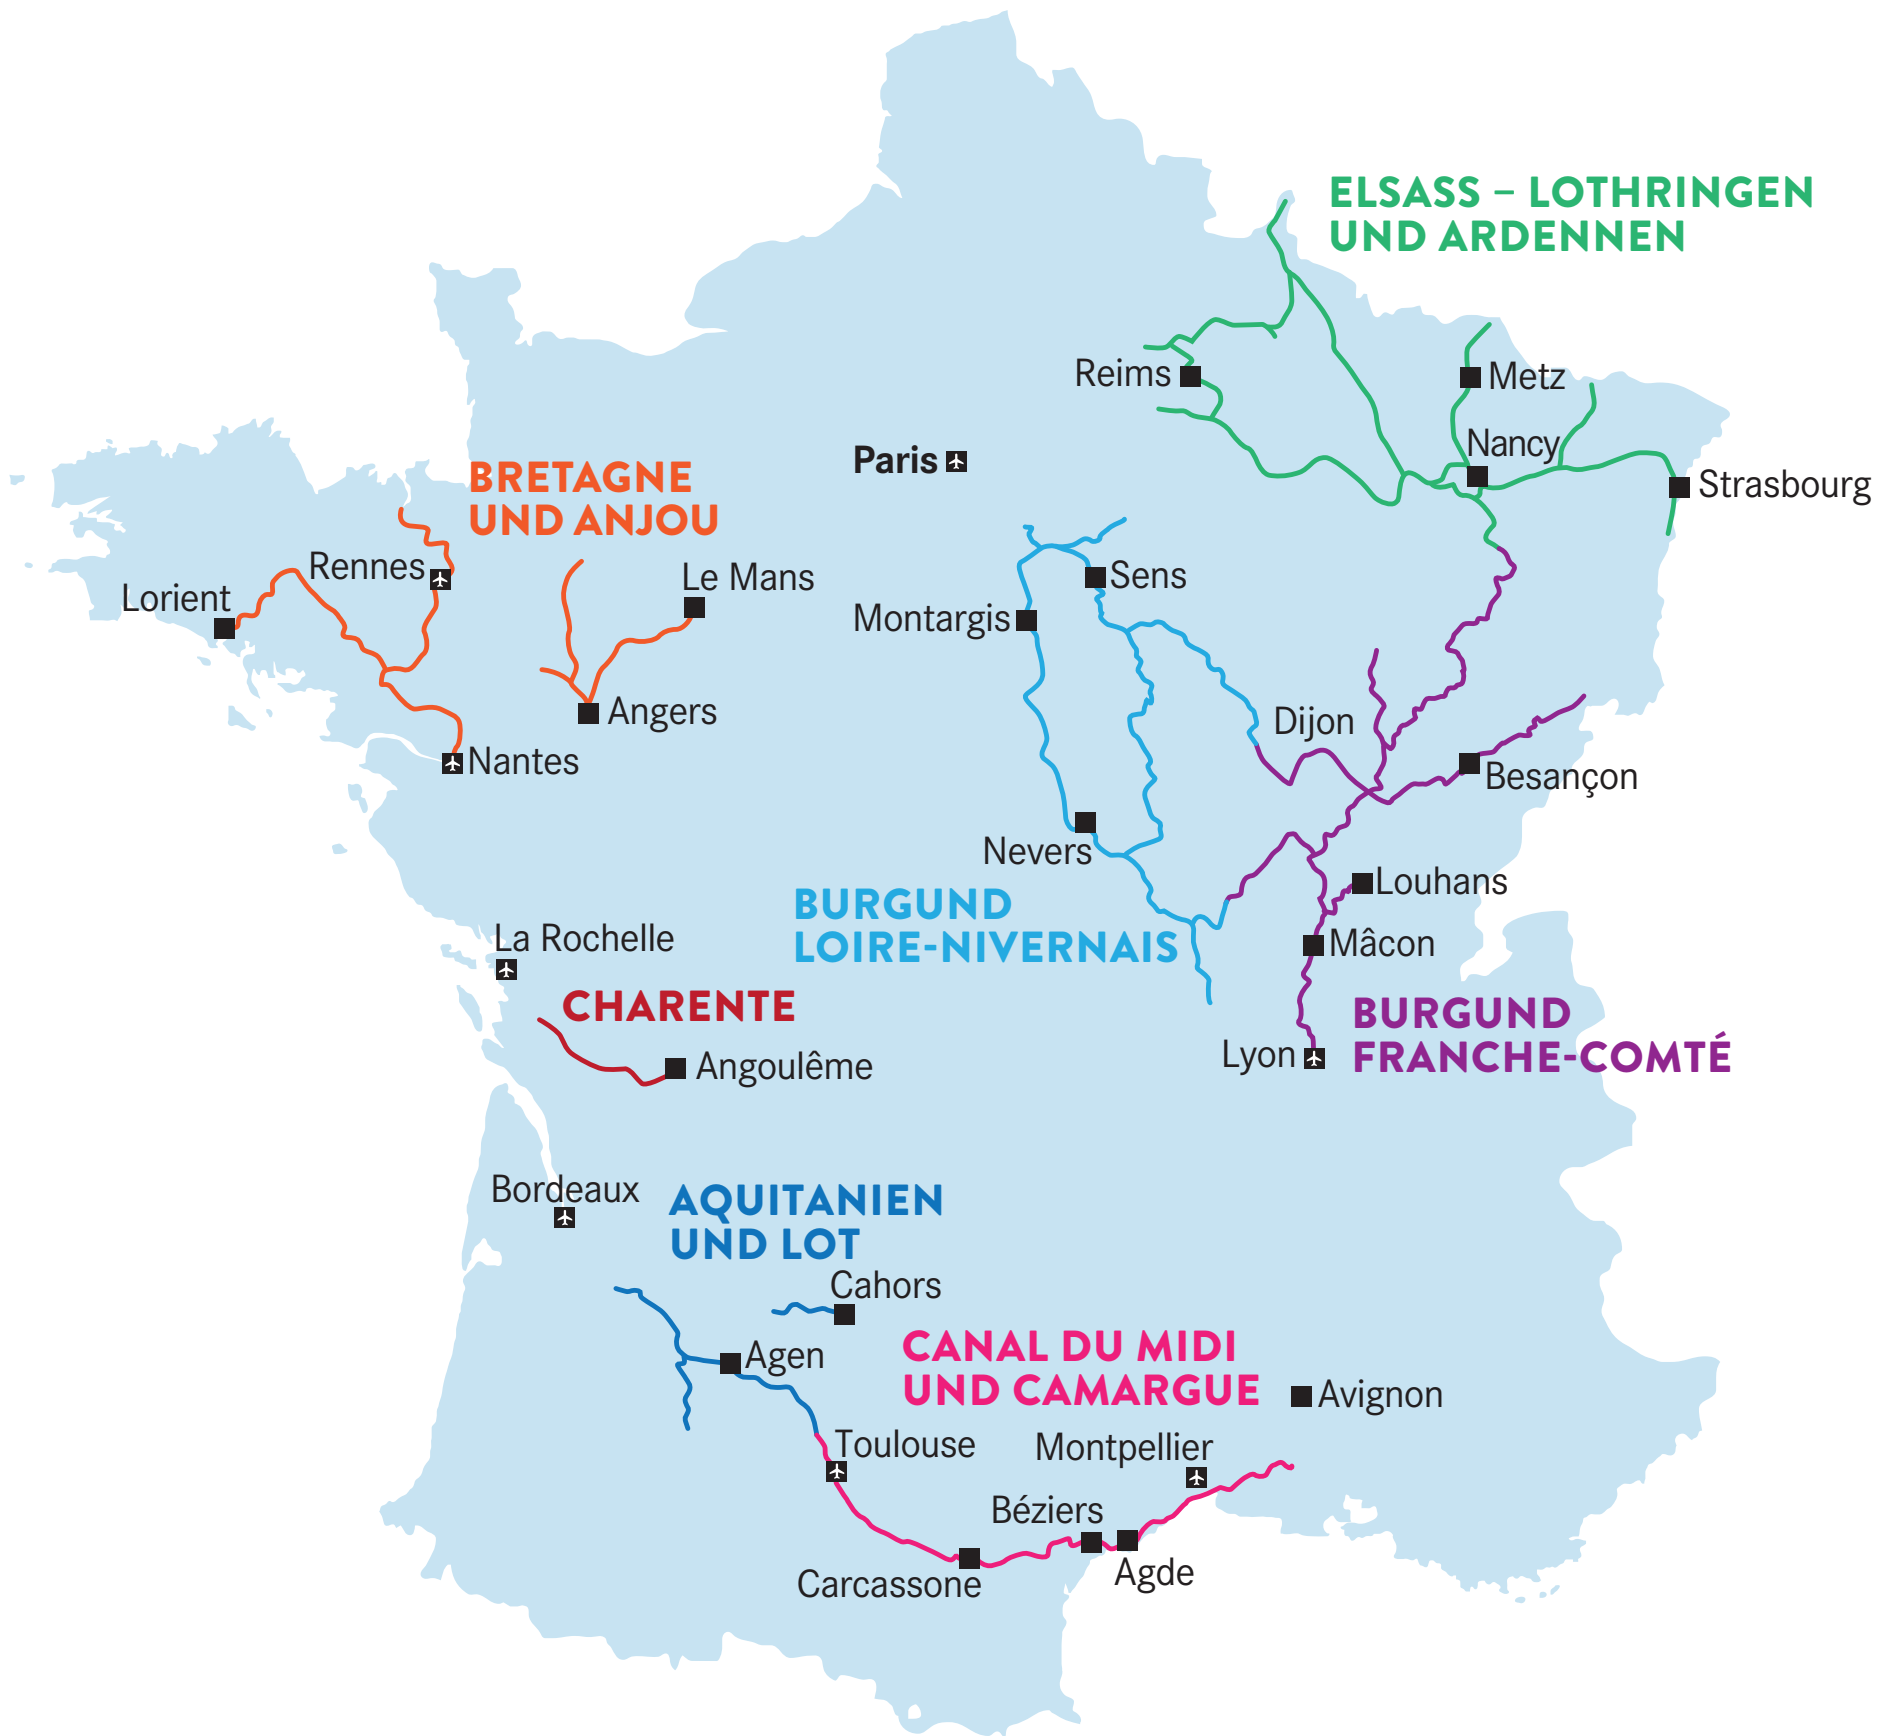 ELSASS – LOTHRINGEN
UND ARDENNEN
Reims
Metz
Nancy
Paris
Strasbourg
BRETAGNE
UND ANJOU
Rennes
Le Mans
Lorient
Sens
Montargis
Angers
Dijon
Nantes
Besançon
Nevers
Louhans
BURGUND
LOIRE-NIVERNAIS
La Rochelle
Mâcon
CHARENTE
BURGUND
FRANCHE-COMTÉ
Lyon
Angoulême
Bordeaux
AQUITANIEN
UND LOT
Cahors
CANAL DU MIDI
UND CAMARGUE
Agen
Avignon
Toulouse
Montpellier
Béziers
Agde
Carcassone